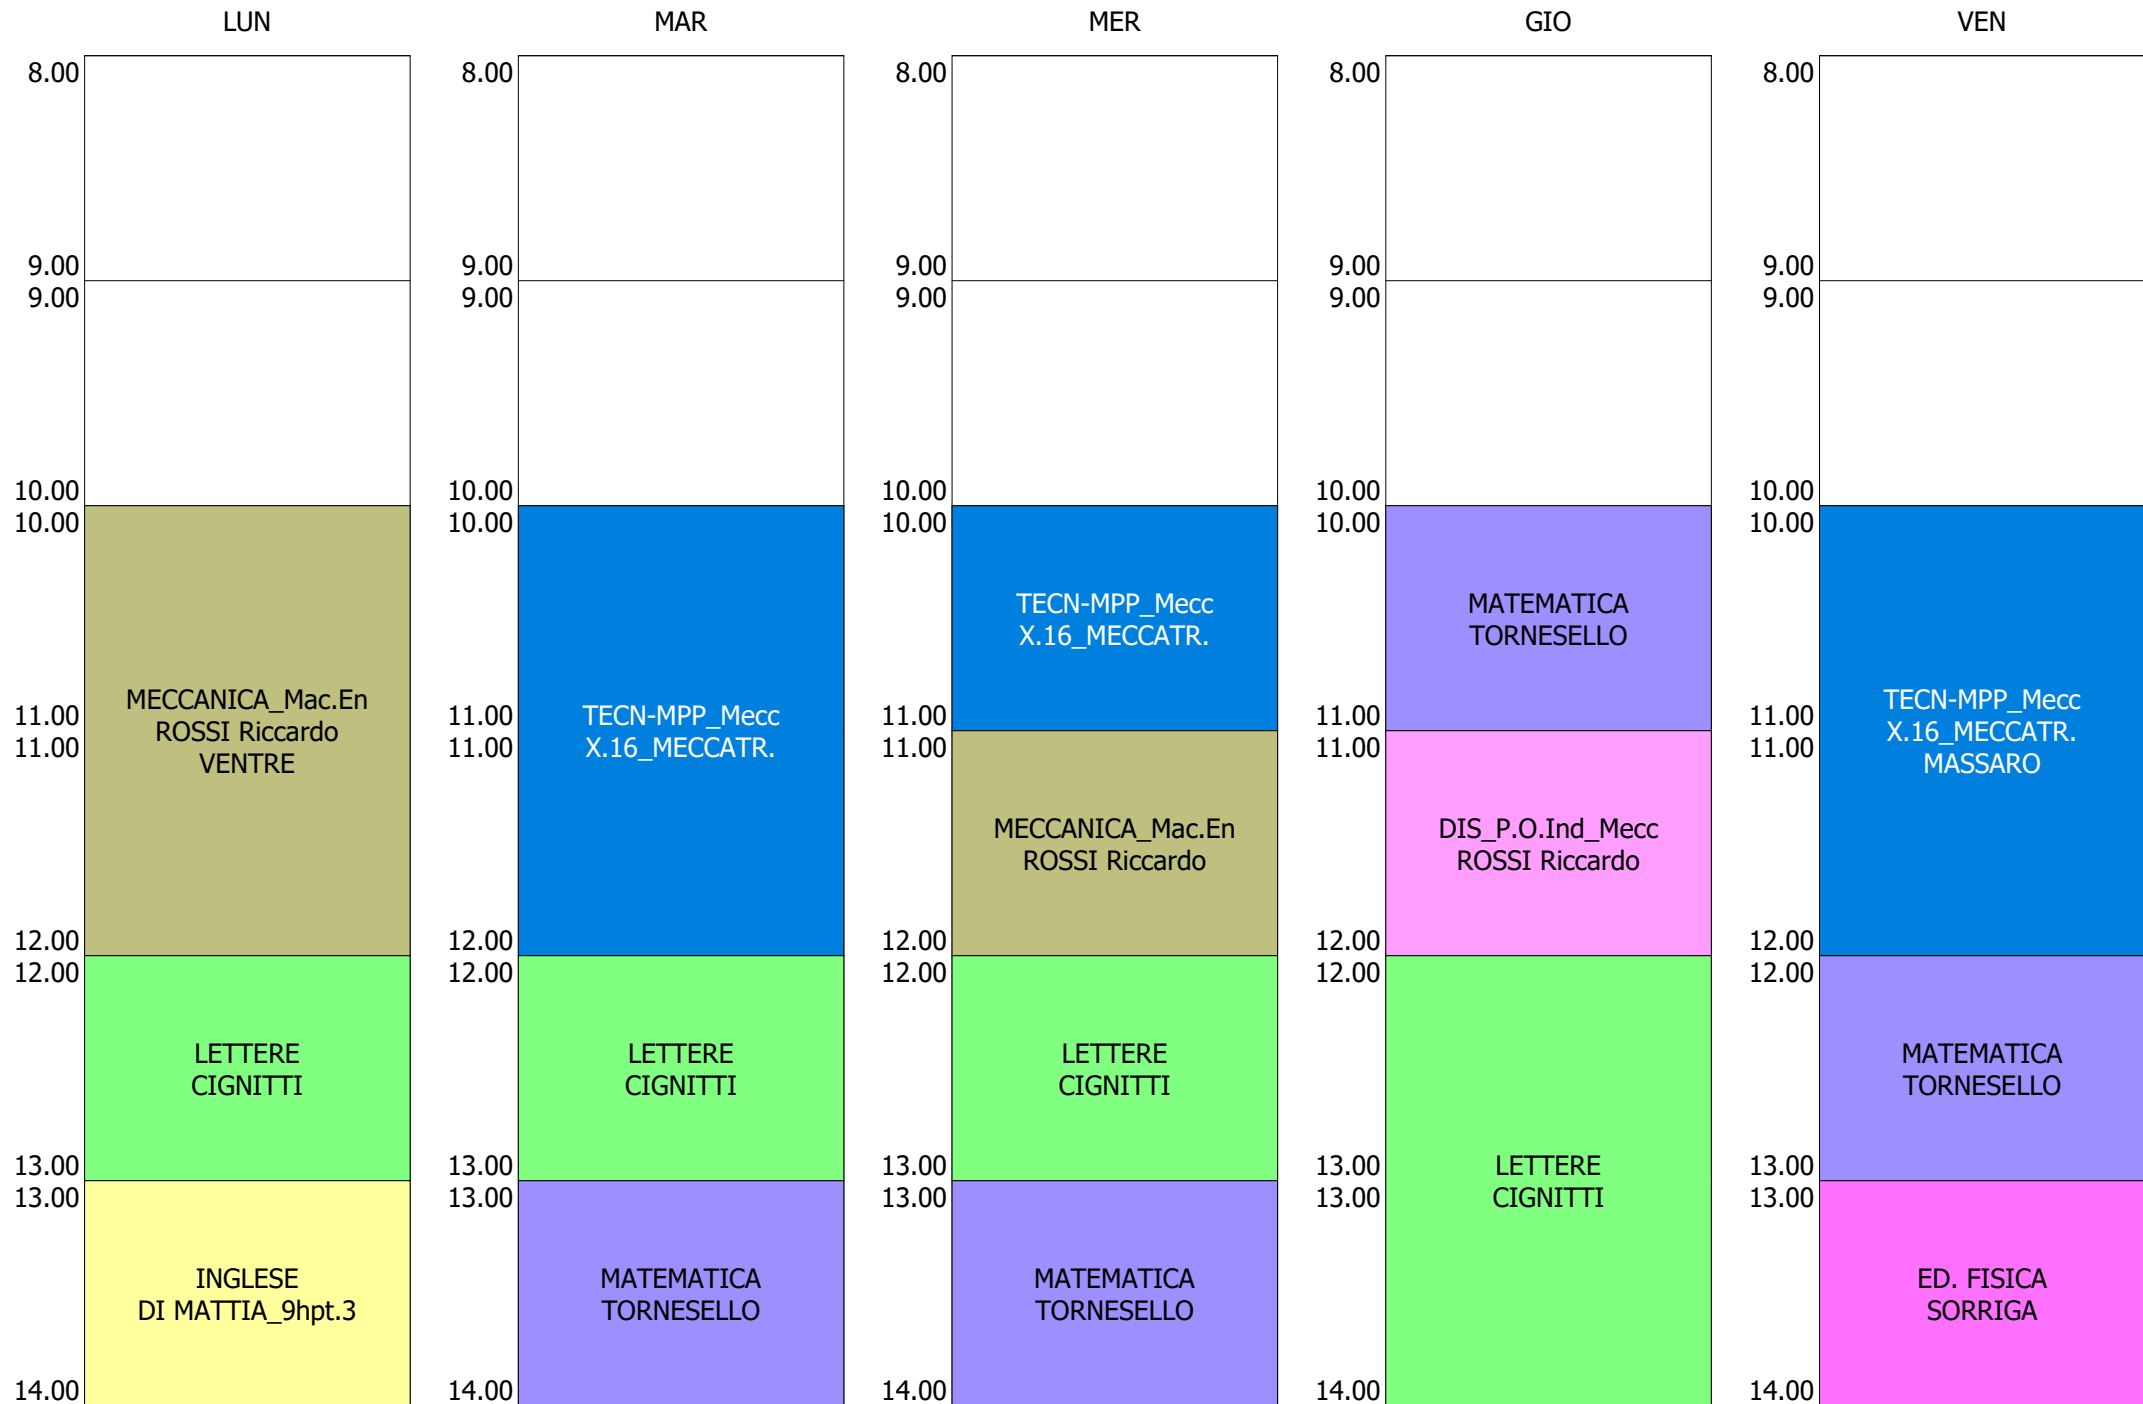 LUN
MAR
MER
GIO
VEN
8.00
9.00
9.00
10.00
10.00
11.00
11.00
12.00
12.00
13.00
13.00
14.00
MECCANICA_Mac.En
ROSSI Riccardo
VENTRE
LETTERE
CIGNITTI
INGLESE
DI MATTIA_9hpt.3
8.00
9.00
9.00
10.00
10.00
11.00
11.00
12.00
12.00
13.00
13.00
14.00
TECN-MPP_Mecc
X.16_MECCATR.
LETTERE
CIGNITTI
MATEMATICA
TORNESELLO
8.00
9.00
9.00
10.00
10.00
11.00
11.00
12.00
12.00
13.00
13.00
14.00
TECN-MPP_Mecc
X.16_MECCATR.
MECCANICA_Mac.En
ROSSI Riccardo
LETTERE
CIGNITTI
MATEMATICA
TORNESELLO
8.00
9.00
9.00
10.00
10.00
11.00
11.00
12.00
12.00
13.00
13.00
14.00
MATEMATICA
TORNESELLO
DIS_P.O.Ind_Mecc
ROSSI Riccardo
LETTERE
CIGNITTI
8.00
9.00
9.00
10.00
10.00
11.00
11.00
12.00
12.00
13.00
13.00
14.00
TECN-MPP_Mecc
X.16_MECCATR.
MASSARO
MATEMATICA
TORNESELLO
ED. FISICA
SORRIGA